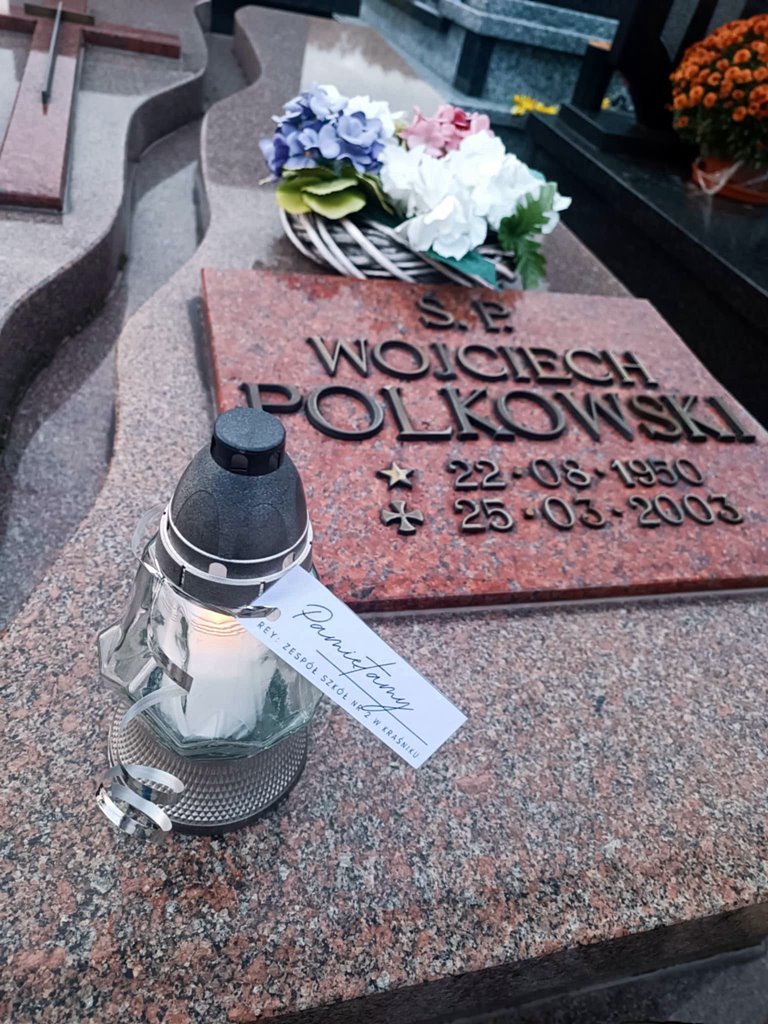 Ś. P.
WOJCIECH
POLKOWSKI
22·08·1950
25·03·2003
Pamiętamy
REY: ZESPÓŁ SZKÓŁ NR 2 W KRAŚNIKU